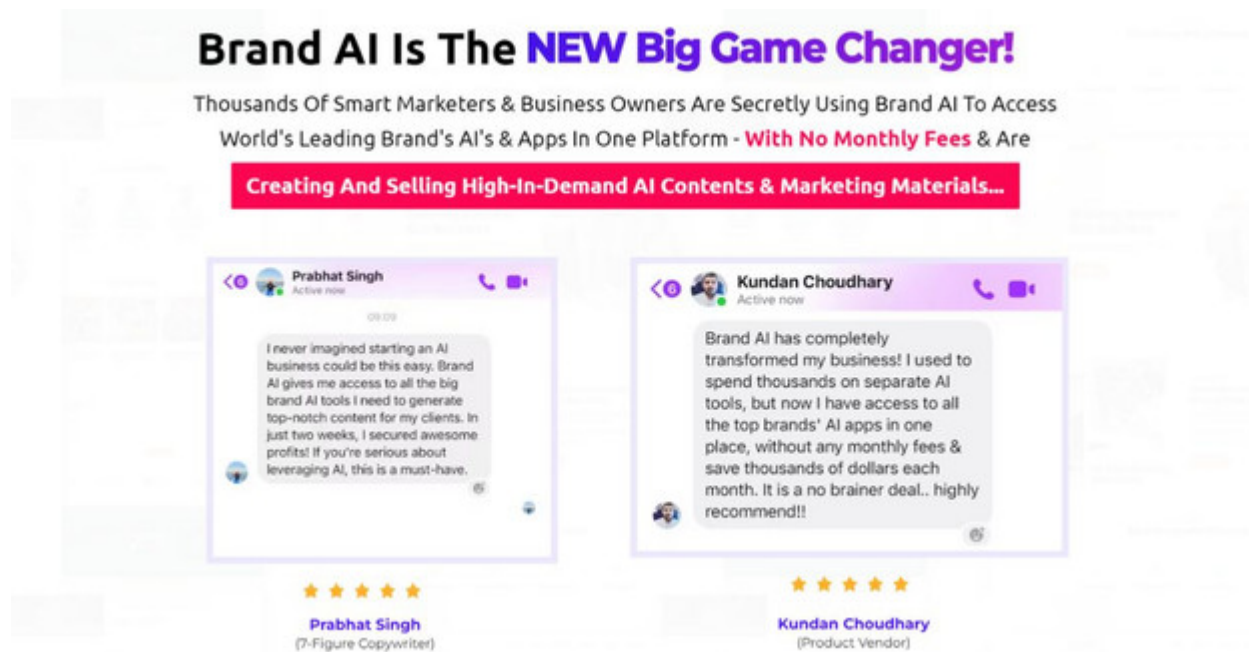 Brand AI Is The NEW Big Game Changer!
Thousands Of Smart Marketers & Business Owners Are Secretly Using Brand AI To Access
World's Leading Brand's AI's & Apps In One Platform - With No Monthly Fees & Are
Creating And Selling High-In-Demand AI Contents & Marketing Materials...
6
Prabhat Singh
Active now
09:09
I never imagined starting an AI
business could be this easy. Brand
AI gives me access to all the big
brand AI tools I need to generate
top-notch content for my clients. In
just two weeks, I secured awesome
profits! If you're serious about
leveraging AI, this is a must-have.
Prabhat Singh
(7-Figure Copywriter)
6
Kundan Choudhary
Active now
Brand AI has completely
transformed my business! I used to
spend thousands on separate AI
tools, but now I have access to all
the top brands' AI apps in one
place, without any monthly fees &
save thousands of dollars each
month. It is a no brainer deal.. highly
recommend!!
Kundan Choudhary
(Product Vendor)